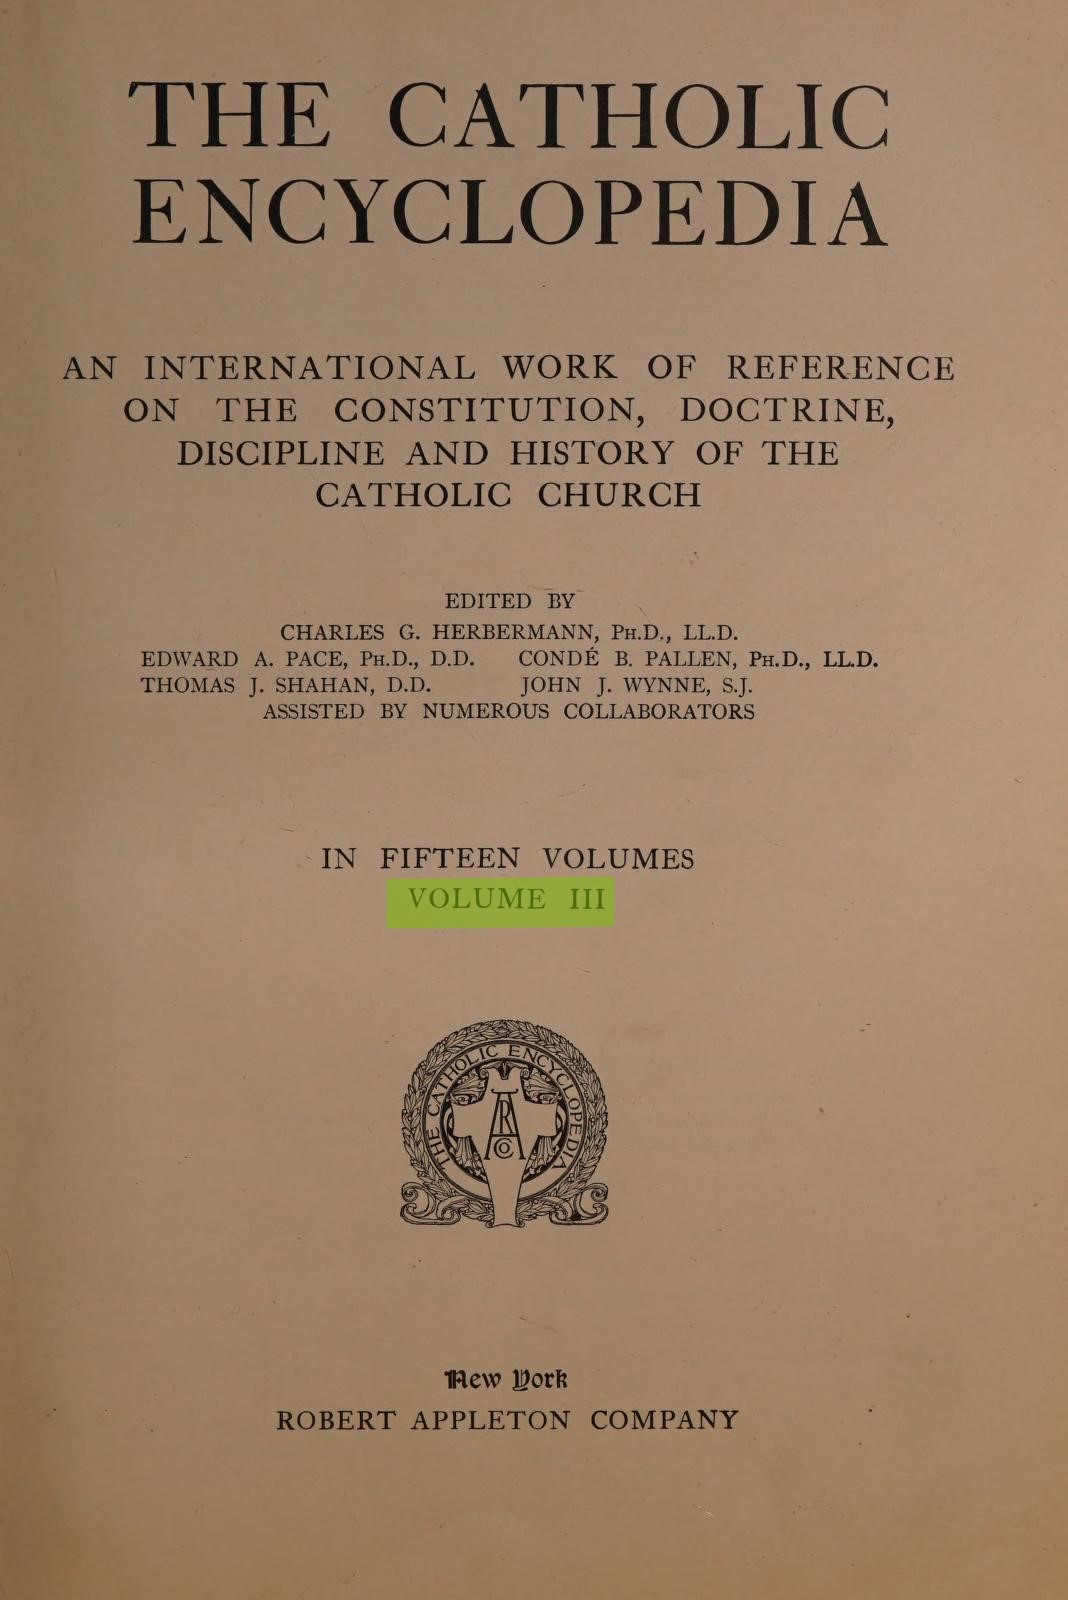 THE CATHOLIC
ENCYCLOPEDIA
AN INTERNATIONAL WORK OF REFERENCE
ON THE CONSTITUTION, DOCTRINE,
DISCIPLINE AND HISTORY OF THE
CATHOLIC CHURCH
EDITED BY
CHARLES G. HERBERMANN, PH.D., LL.D.
EDWARD A. PACE, PH.D., D.D. CONDÉ B. PALLEN, PH.D., LL.D.
THOMAS J. SHAHAN, D.D. JOHN J. WYNNE, S.J.
ASSISTED BY NUMEROUS COLLABORATORS
IN FIFTEEN VOLUMES
VOLUME III
THE CATHOLIC ENCYCLOPEDIA
RA
CO
New York
ROBERT APPLETON COMPANY